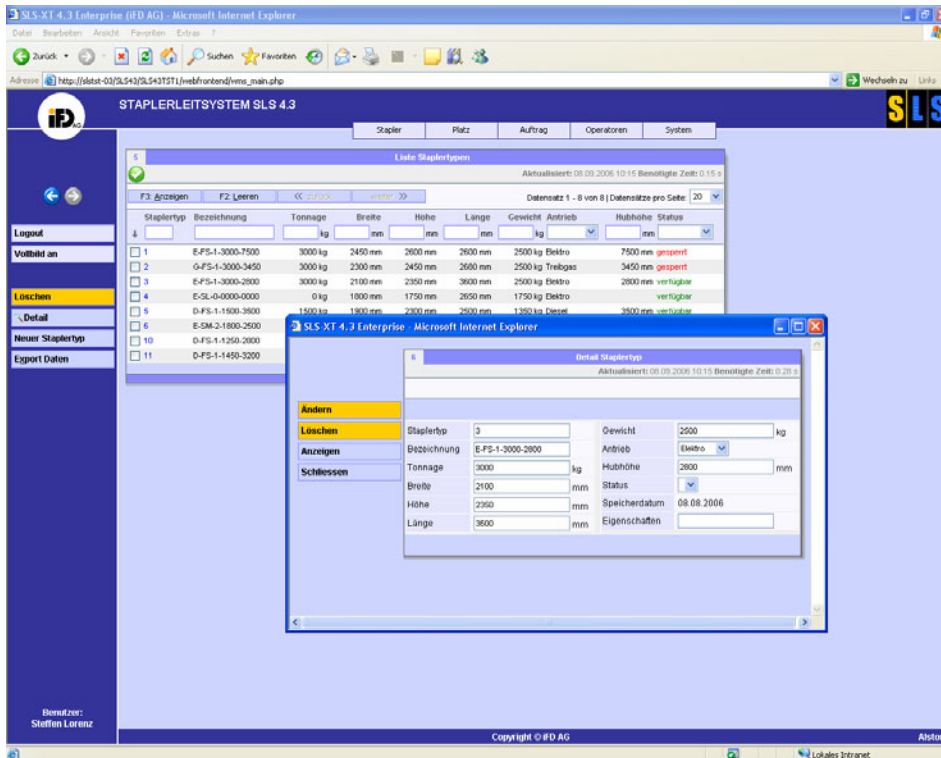 SLS-XT 4.3 Enterprise (iFD AG) - Microsoft Internet Explorer
Datei Bearbeiten Ansicht Favoriten Extras ?
Zurück Suchen Favoriten
Adresse http://slstst-03/SLS43/SLS43TST1/webfrontend/wms_main.php Wechseln zu Links
iFD AG STAPLERLEITSYSTEM SLS 4.3 SLS
Stapler Platz Auftrag Operatoren System
5 Liste Staplertypen
Aktualisiert: 08.09.2006 10:15 Benötigte Zeit: 0.15 s
F3: Anzeigen F2: Leeren << zurück weiter >> Datensatz 1 - 8 von 8 | Datensätze pro Seite: 20
Staplertyp Bezeichnung Tonnage Breite Höhe Länge Gewicht Antrieb Hubhöhe Status
kg mm mm mm kg mm
1 E-FS-1-3000-7500 3000 kg 2450 mm 2600 mm 2600 mm 2500 kg Elektro 7500 mm gesperrt
2 G-FS-1-3000-3450 3000 kg 2300 mm 2450 mm 2680 mm 2500 kg Treibgas 3450 mm gesperrt
3 E-FS-1-3000-2800 3000 kg 2100 mm 2350 mm 3600 mm 2500 kg Elektro 2800 mm verfügbar
4 E-SL-0-0000-0000 0 kg 1800 mm 1750 mm 2650 mm 1750 kg Elektro verfügbar
5 D-FS-1-1500-3500 1500 kg 1900 mm 2300 mm 2500 mm 1350 kg Diesel 3500 mm verfügbar
6 E-SM-2-1800-2500
10 D-FS-1-1250-2800
11 D-FS-1-1450-3200
Logout
Vollbild an
Löschen
Detail
Neuer Staplertyp
Export Daten
SLS-XT 4.3 Enterprise - Microsoft Internet Explorer
6 Detail Staplertyp
Aktualisiert: 08.09.2006 10:15 Benötigte Zeit: 0.28 s
Ändern
Löschen
Anzeigen
Schliessen
Staplertyp 3 Gewicht 2500 kg
Bezeichnung E-FS-1-3000-2800 Antrieb Elektro
Tonnage 3000 kg Hubhöhe 2800 mm
Breite 2100 mm Status
Höhe 2350 mm Speicherdatum 08.08.2006
Länge 3600 mm Eigenschaften
Benutzer:
Steffen Lorenz
Copyright © iFD AG Alsto
Lokales Intranet